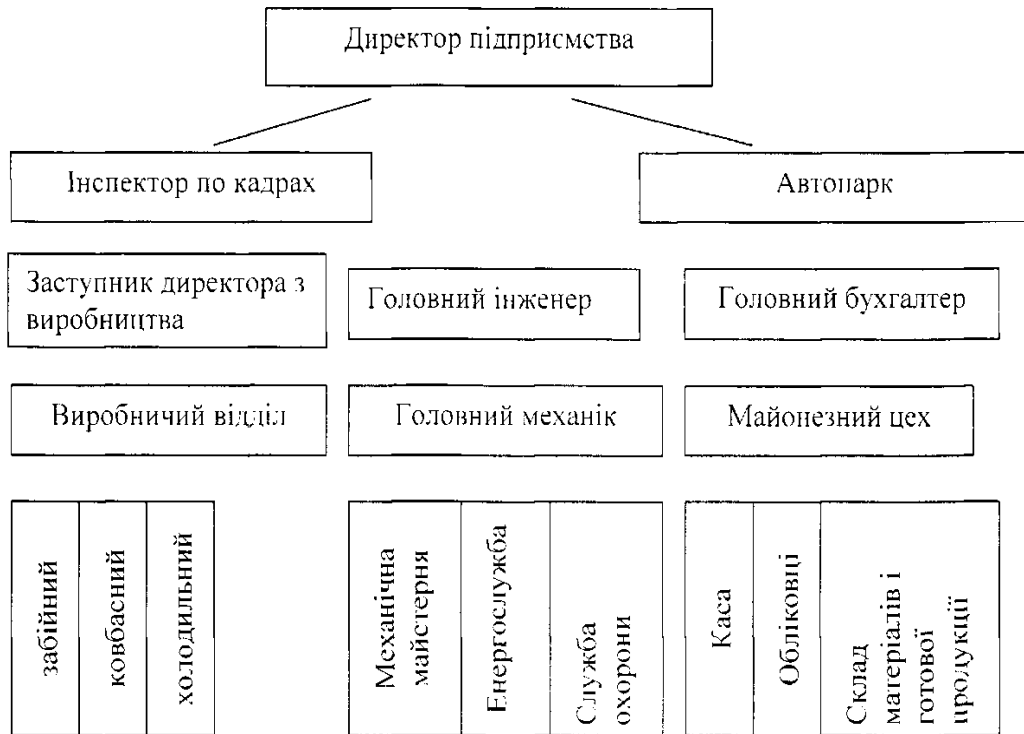 Директор підприємства
Інспектор по кадрах
Автопарк
Заступник директора з
виробництва
Головний інженер
Головний бухгалтер
Виробничий відділ
Головний механік
Майонезний цех
забійний
ковбасний
холодильний
Механічна
майстерня
Енергослужба
Служба
охорони
Каса
Обліковці
Склад
матеріалів і
готової
продукції